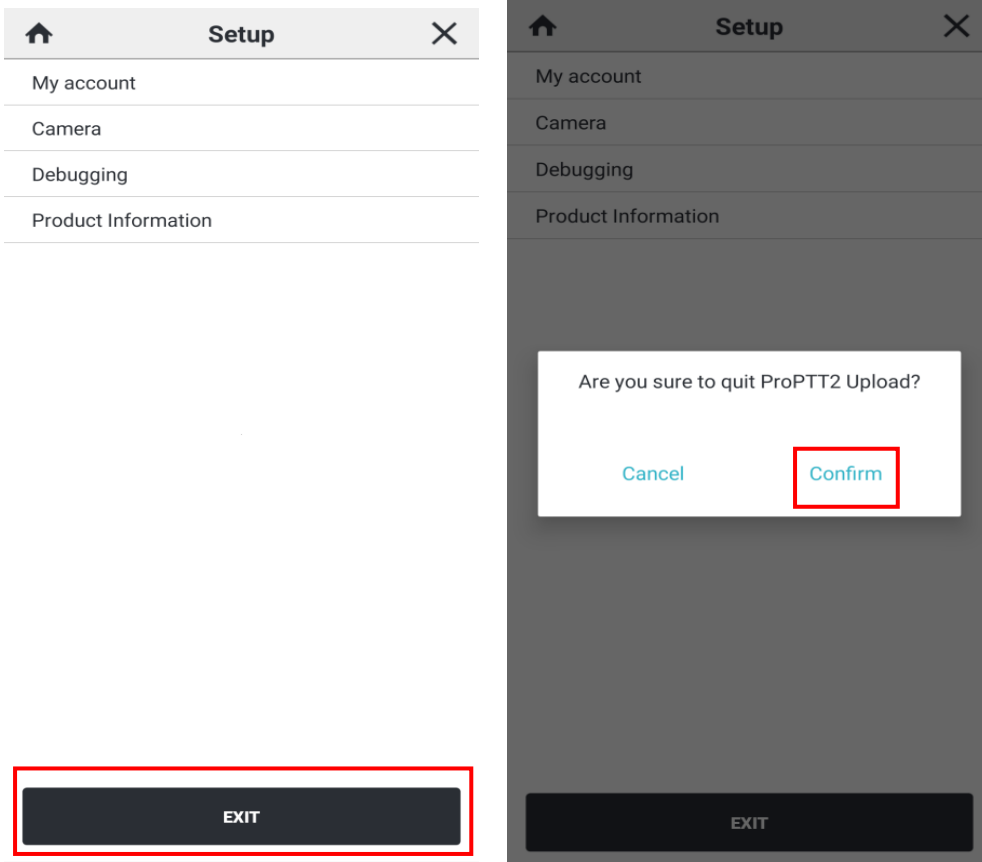 Setup
My account
Camera
Debugging
Product Information
EXIT
Setup
My account
Camera
Debugging
Product Information
Are you sure to quit ProPTT2 Upload?
Cancel Confirm
EXIT